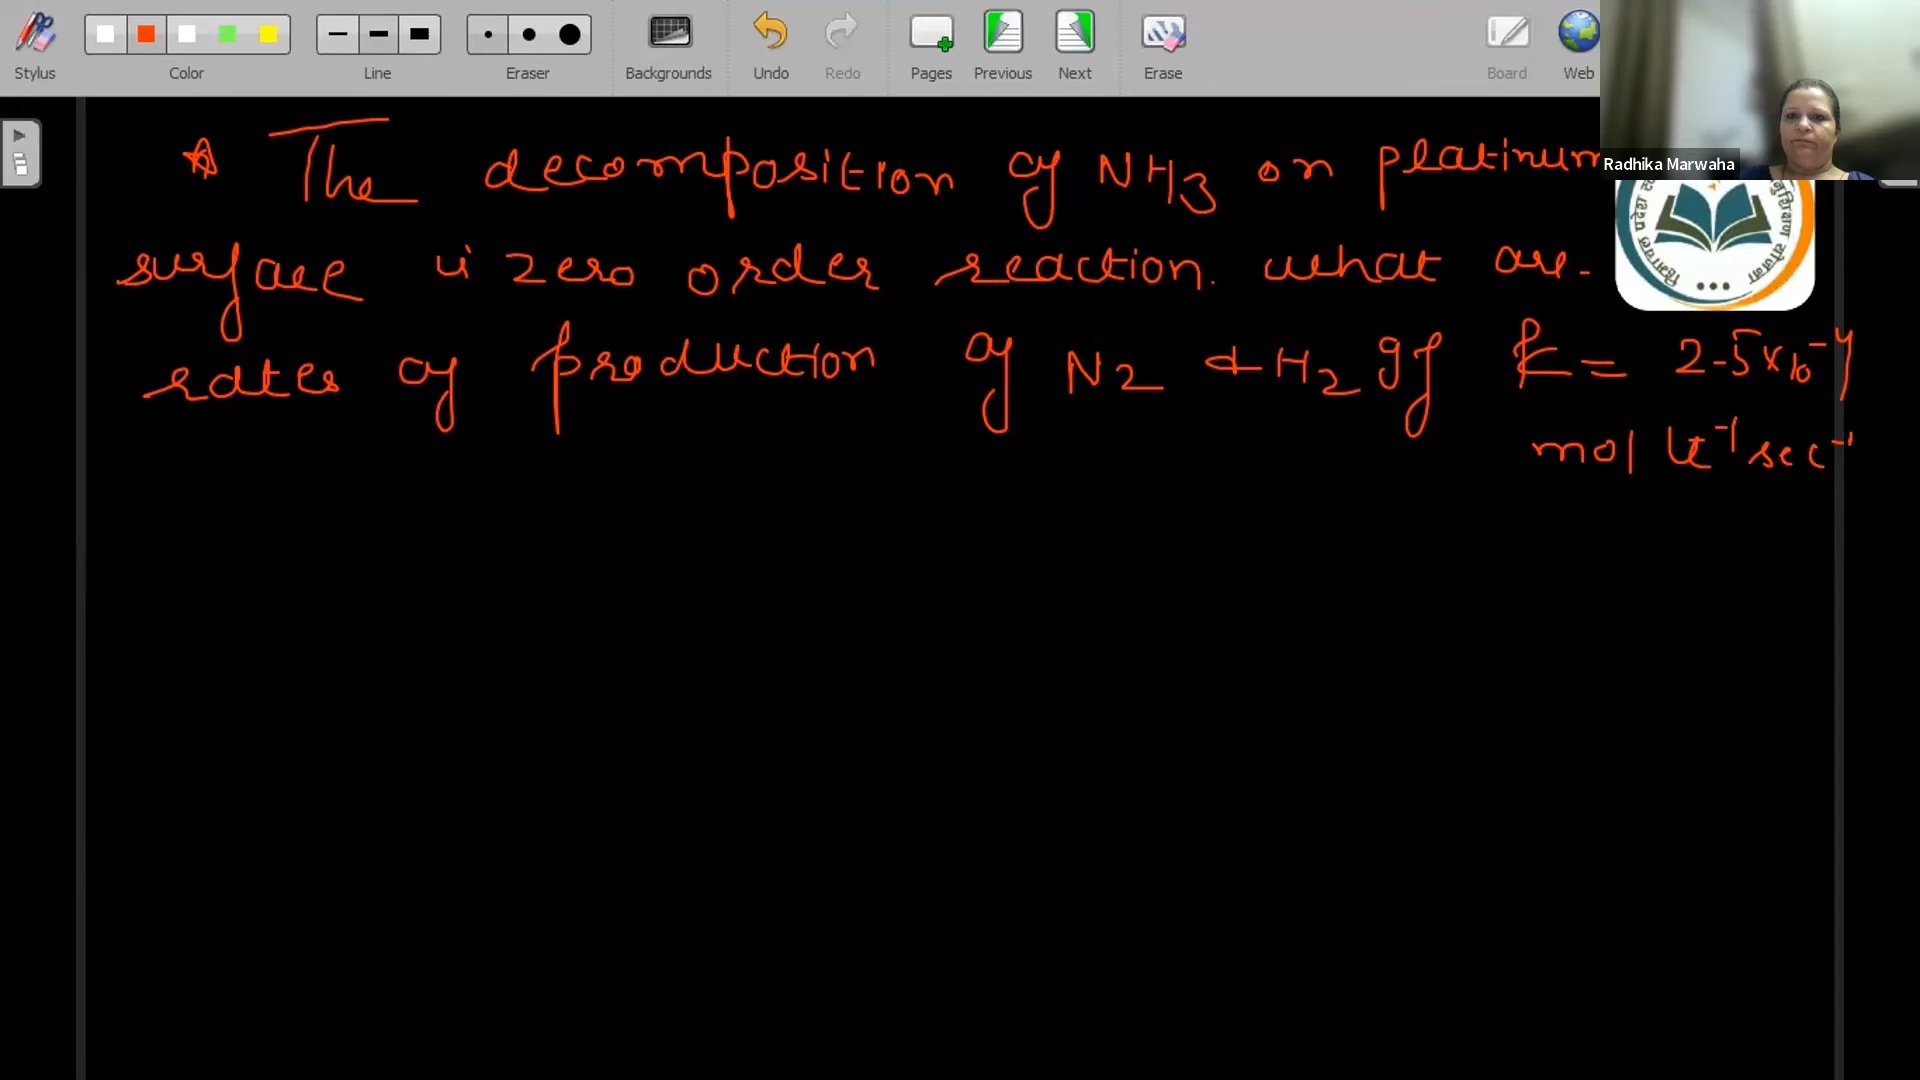 Stylus Color Line Eraser Backgrounds Undo Redo Pages Previous Next Erase Board Web
Radhika Marwaha
The decomposition of NH3 on platinum
surface is zero order reaction. what are
rates of production of N2 & H2 if k = 2.5×10⁻⁴
mol lit⁻¹ sec⁻¹